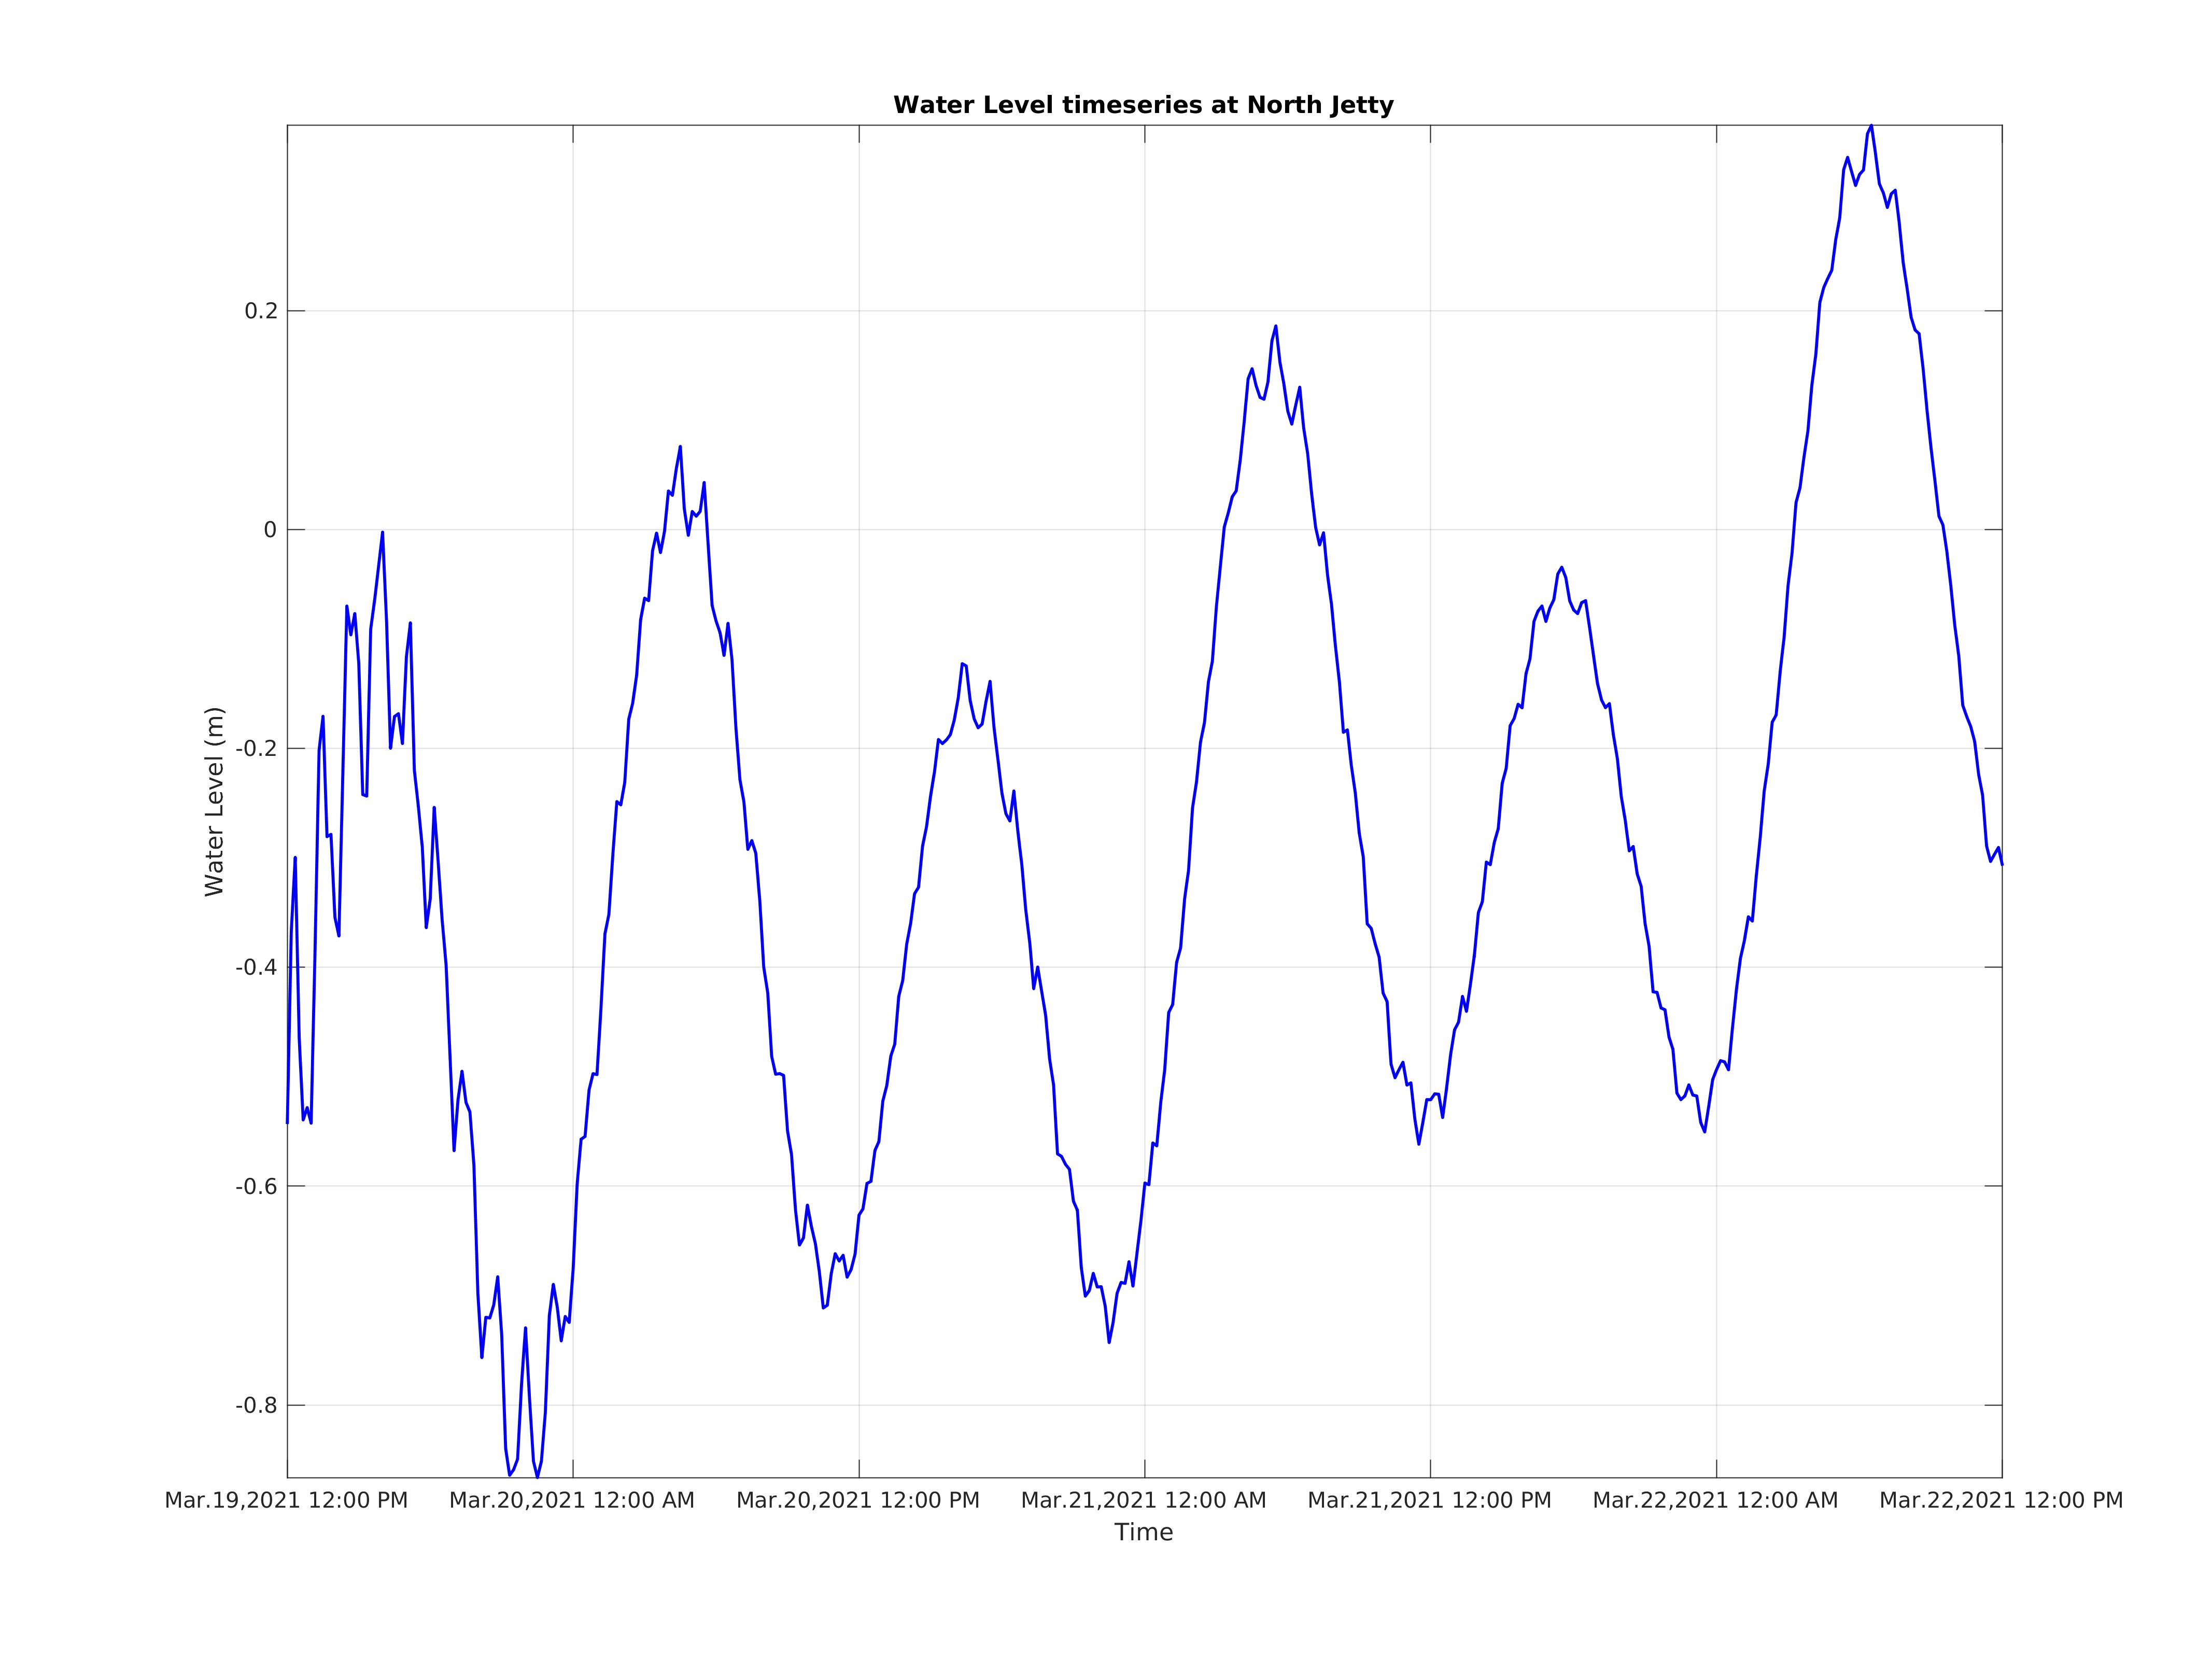 Water Level timeseries at North Jetty
0.2
0
-0.2
-0.4
-0.6
-0.8
Water Level (m)
Mar.19,2021 12:00 PM
Mar.20,2021 12:00 AM
Mar.20,2021 12:00 PM
Mar.21,2021 12:00 AM
Mar.21,2021 12:00 PM
Mar.22,2021 12:00 AM
Mar.22,2021 12:00 PM
Time